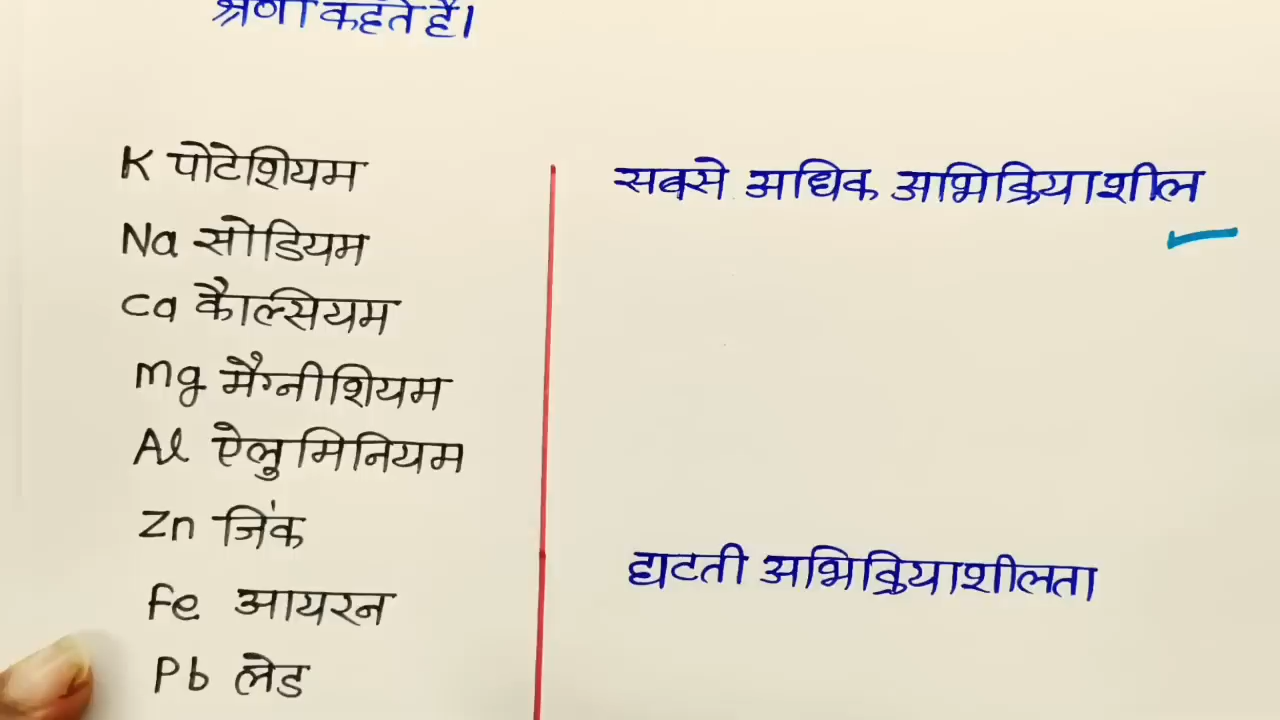 श्रेणी कहते हैं।
K पोटेशियम
सबसे अधिक अभिक्रियाशील
Na सोडियम
Ca कैल्सियम
Mg मैग्नीशियम
Al ऐलुमिनियम
Zn जिंक
घटती अभिक्रियाशीलता
Fe आयरन
Pb लेड